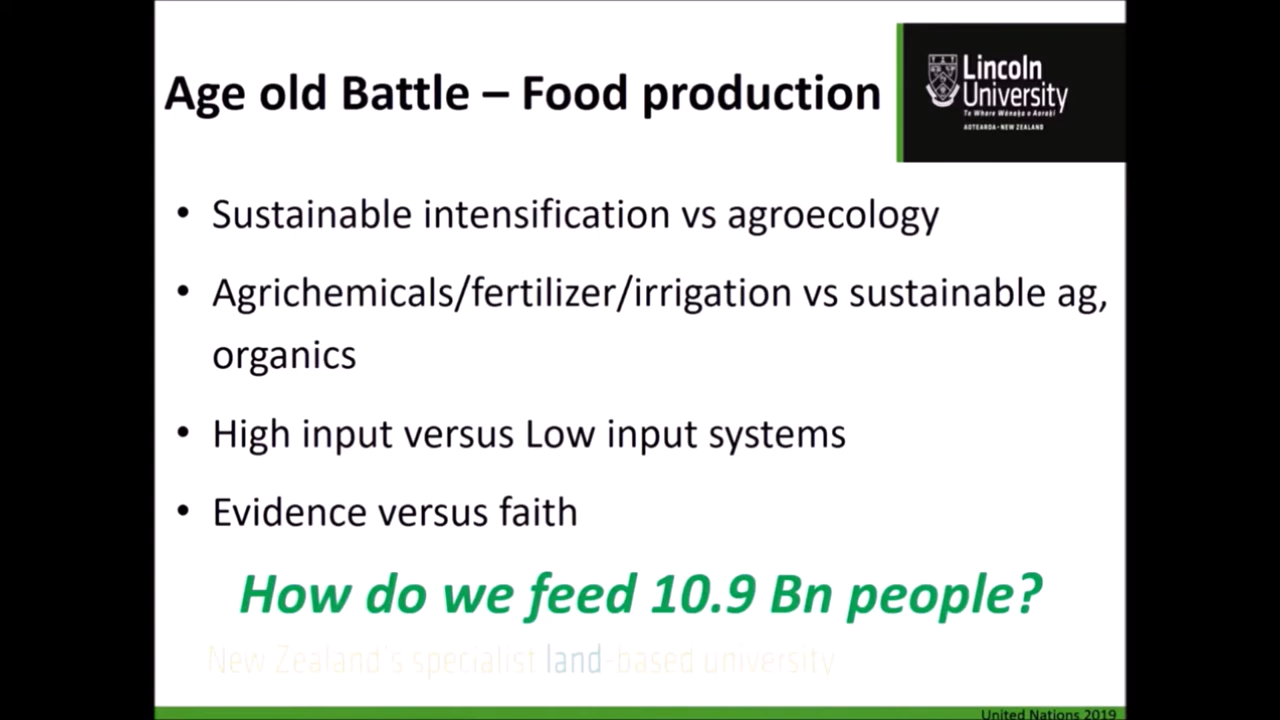 Age old Battle – Food production
Lincoln
University
Te Whare Wānaka o Aoraki
AOTEAROA • NEW ZEALAND
• Sustainable intensification vs agroecology
• Agrichemicals/fertilizer/irrigation vs sustainable ag,
organics
• High input versus Low input systems
• Evidence versus faith
How do we feed 10.9 Bn people?
New Zealand's specialist land-based university
United Nations 2019